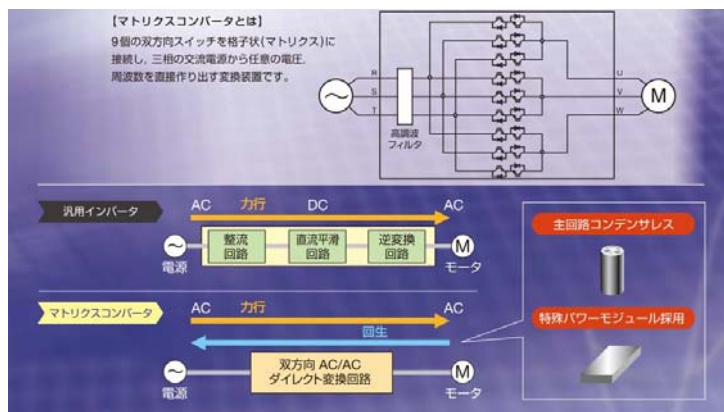 【マトリクスコンバータとは】
9個の双方向スイッチを格子状(マトリクス)に
接続し，三相の交流電源から任意の電圧，
周波数を直接作り出す変換装置です。
R
S
T
高調波
フィルタ
U
V
W
M
汎用インバータ
AC
力行
DC
AC
整流
回路
直流平滑
回路
逆変換
回路
電源
M
モータ
マトリクスコンバータ
AC
力行
AC
回生
双方向 AC/AC
ダイレクト変換回路
電源
M
モータ
主回路コンデンサレス
特殊パワーモジュール採用